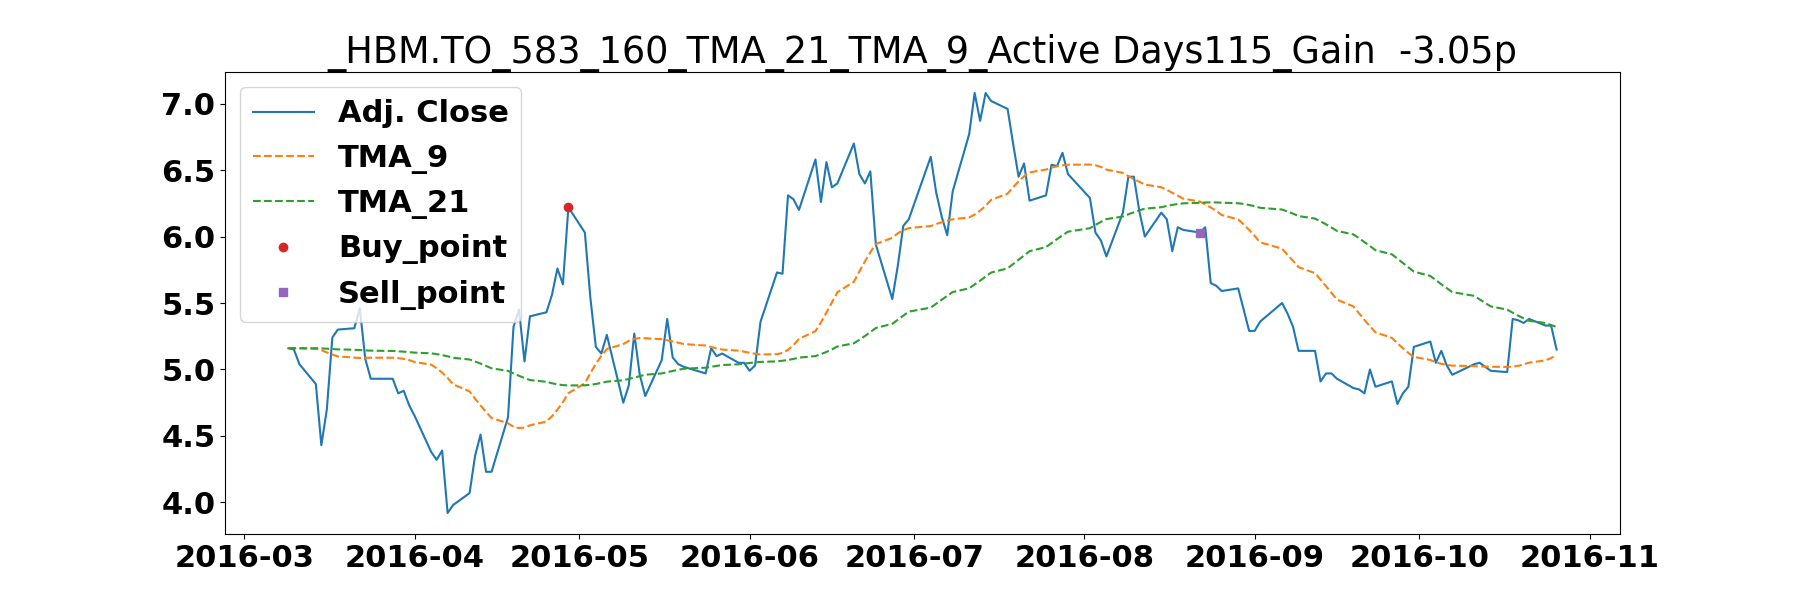 _HBM.TO_583_160_TMA_21_TMA_9_Active Days115_Gain  -3.05p
Adj. Close
TMA_9
TMA_21
Buy_point
Sell_point
7.0
6.5
6.0
5.5
5.0
4.5
4.0
2016-03 2016-04 2016-05 2016-06 2016-07 2016-08 2016-09 2016-10 2016-11